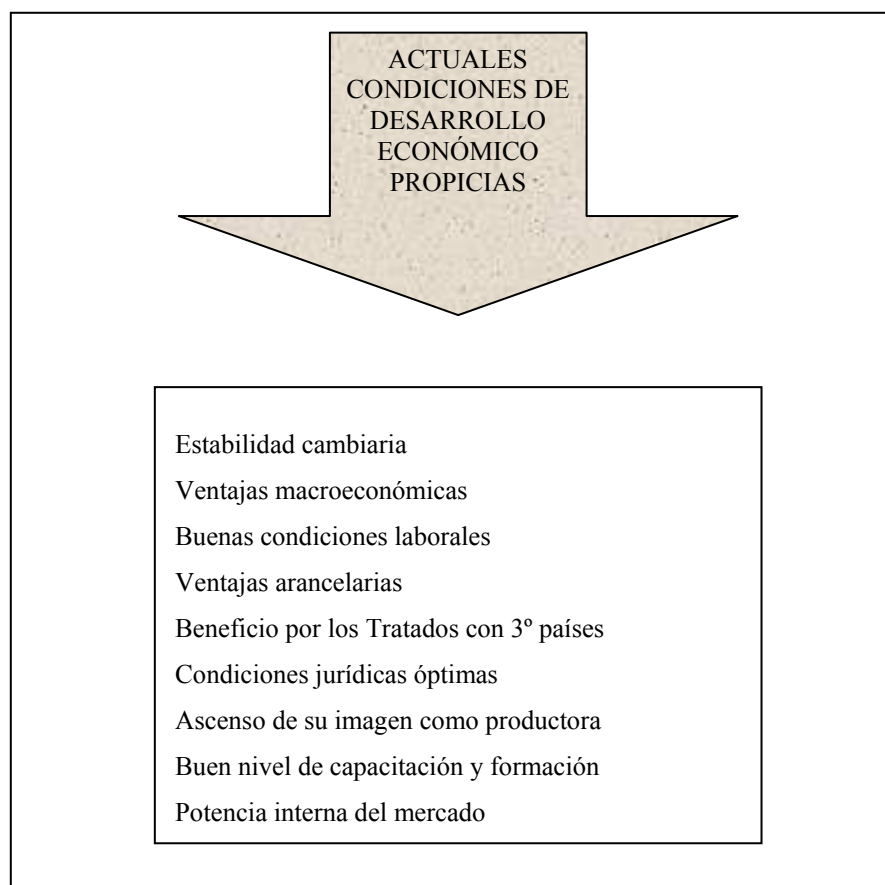 ACTUALES
CONDICIONES DE
DESARROLLO
ECONÓMICO
PROPICIAS
Estabilidad cambiaria
Ventajas macroeconómicas
Buenas condiciones laborales
Ventajas arancelarias
Beneficio por los Tratados con 3º países
Condiciones jurídicas óptimas
Ascenso de su imagen como productora
Buen nivel de capacitación y formación
Potencia interna del mercado